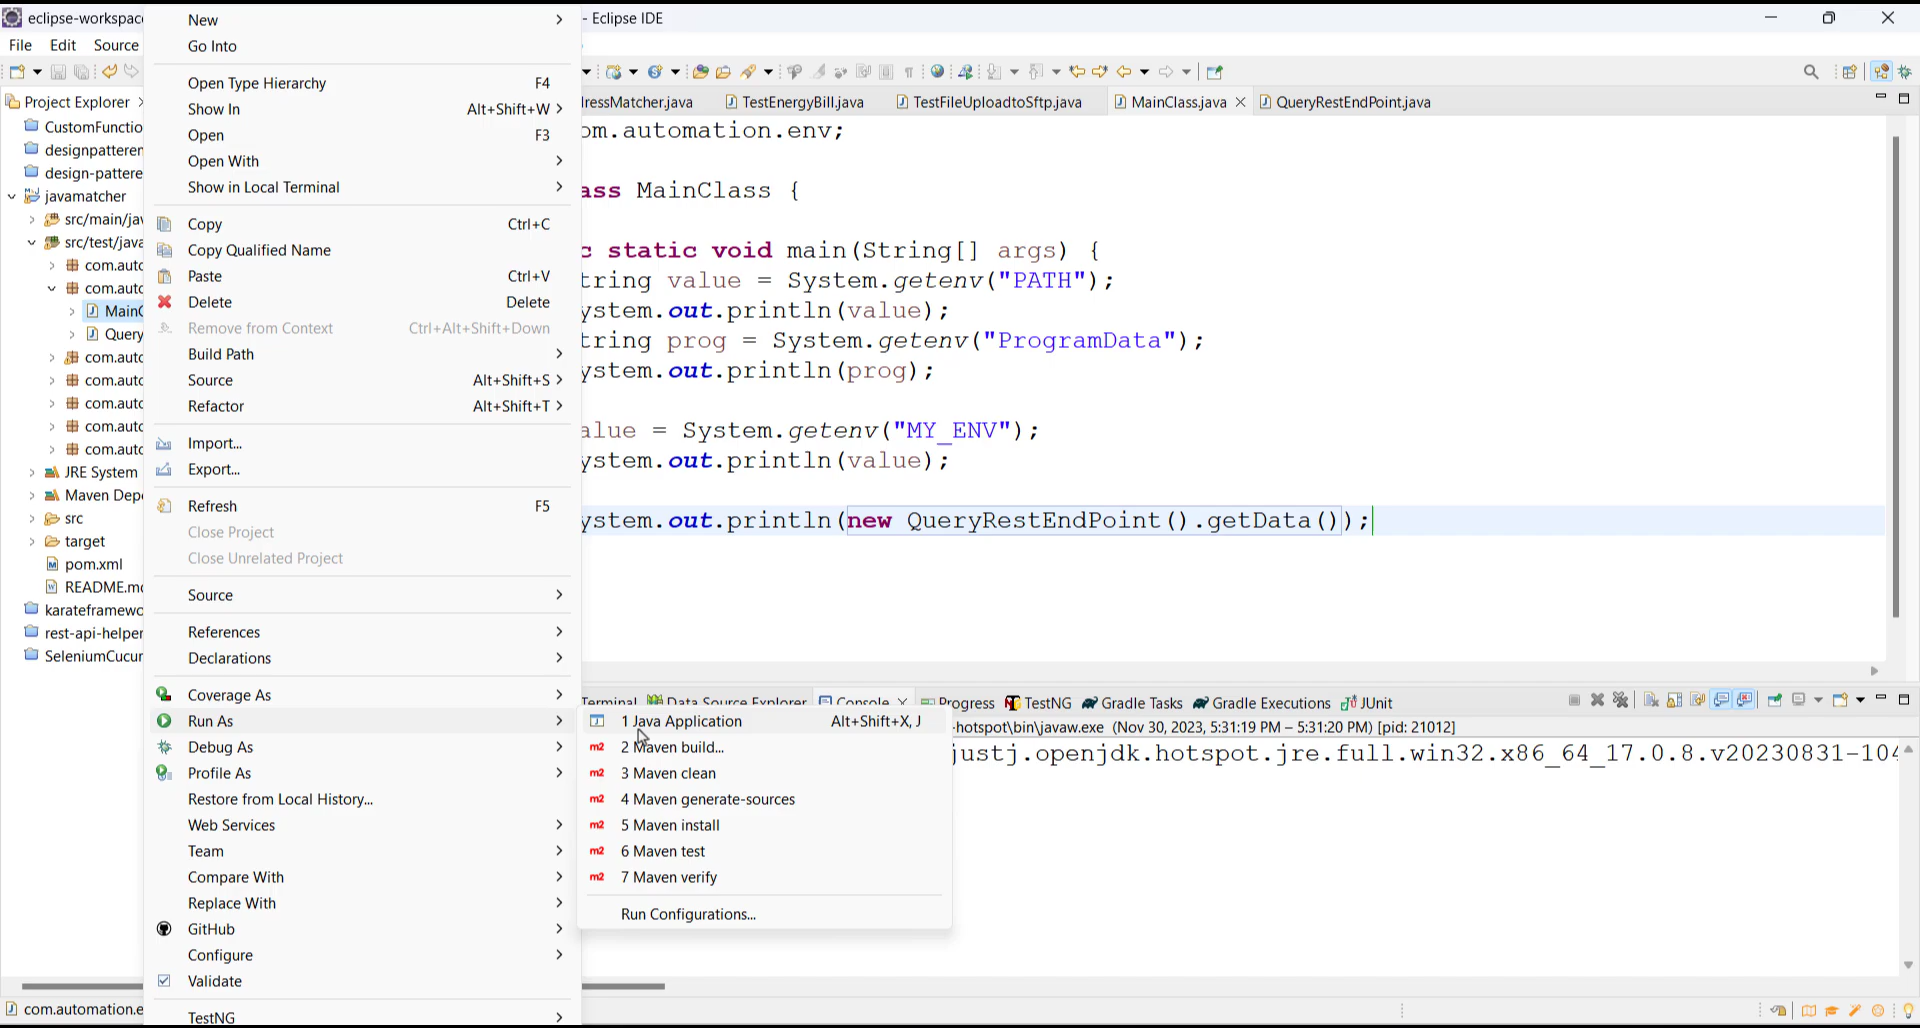 eclipse-workspac
- Eclipse IDE
File Edit Source
Project Explorer
CustomFunctio
designpatteren
design-pattere
javamatcher
src/main/jav
src/test/java
com.auto
com.auto
MainC
Query
com.auto
com.auto
com.auto
com.auto
com.auto
JRE System
Maven Dep
src
target
pom.xml
README.md
karateframewo
rest-api-helper
SeleniumCucur
com.automation.e
New
Go Into
Open Type Hierarchy F4
Show In Alt+Shift+W >
Open F3
Open With
Show in Local Terminal
Copy Ctrl+C
Copy Qualified Name
Paste Ctrl+V
Delete Delete
Remove from Context Ctrl+Alt+Shift+Down
Build Path
Source Alt+Shift+S >
Refactor Alt+Shift+T >
Import...
Export...
Refresh F5
Close Project
Close Unrelated Project
Source
References
Declarations
Coverage As
Run As
Debug As
Profile As
Restore from Local History...
Web Services
Team
Compare With
Replace With
GitHub
Configure
Validate
TestNG
1 Java Application Alt+Shift+X, J
2 Maven build...
3 Maven clean
4 Maven generate-sources
5 Maven install
6 Maven test
7 Maven verify
Run Configurations...
ressMatcher.java TestEnergyBill.java TestFileUploadtoSftp.java MainClass.java QueryRestEndPoint.java
om.automation.env;
ass MainClass {
c static void main(String[] args) {
tring value = System.getenv("PATH");
ystem.out.println(value);
tring prog = System.getenv("ProgramData");
ystem.out.println(prog);
alue = System.getenv("MY_ENV");
ystem.out.println(value);
ystem.out.println(new QueryRestEndPoint().getData());
Terminal Data Source Explorer Console Progress TestNG Gradle Tasks Gradle Executions JUnit
-hotspot\bin\javaw.exe (Nov 30, 2023, 5:31:19 PM – 5:31:20 PM) [pid: 21012]
justj.openjdk.hotspot.jre.full.win32.x86_64_17.0.8.v20230831-104